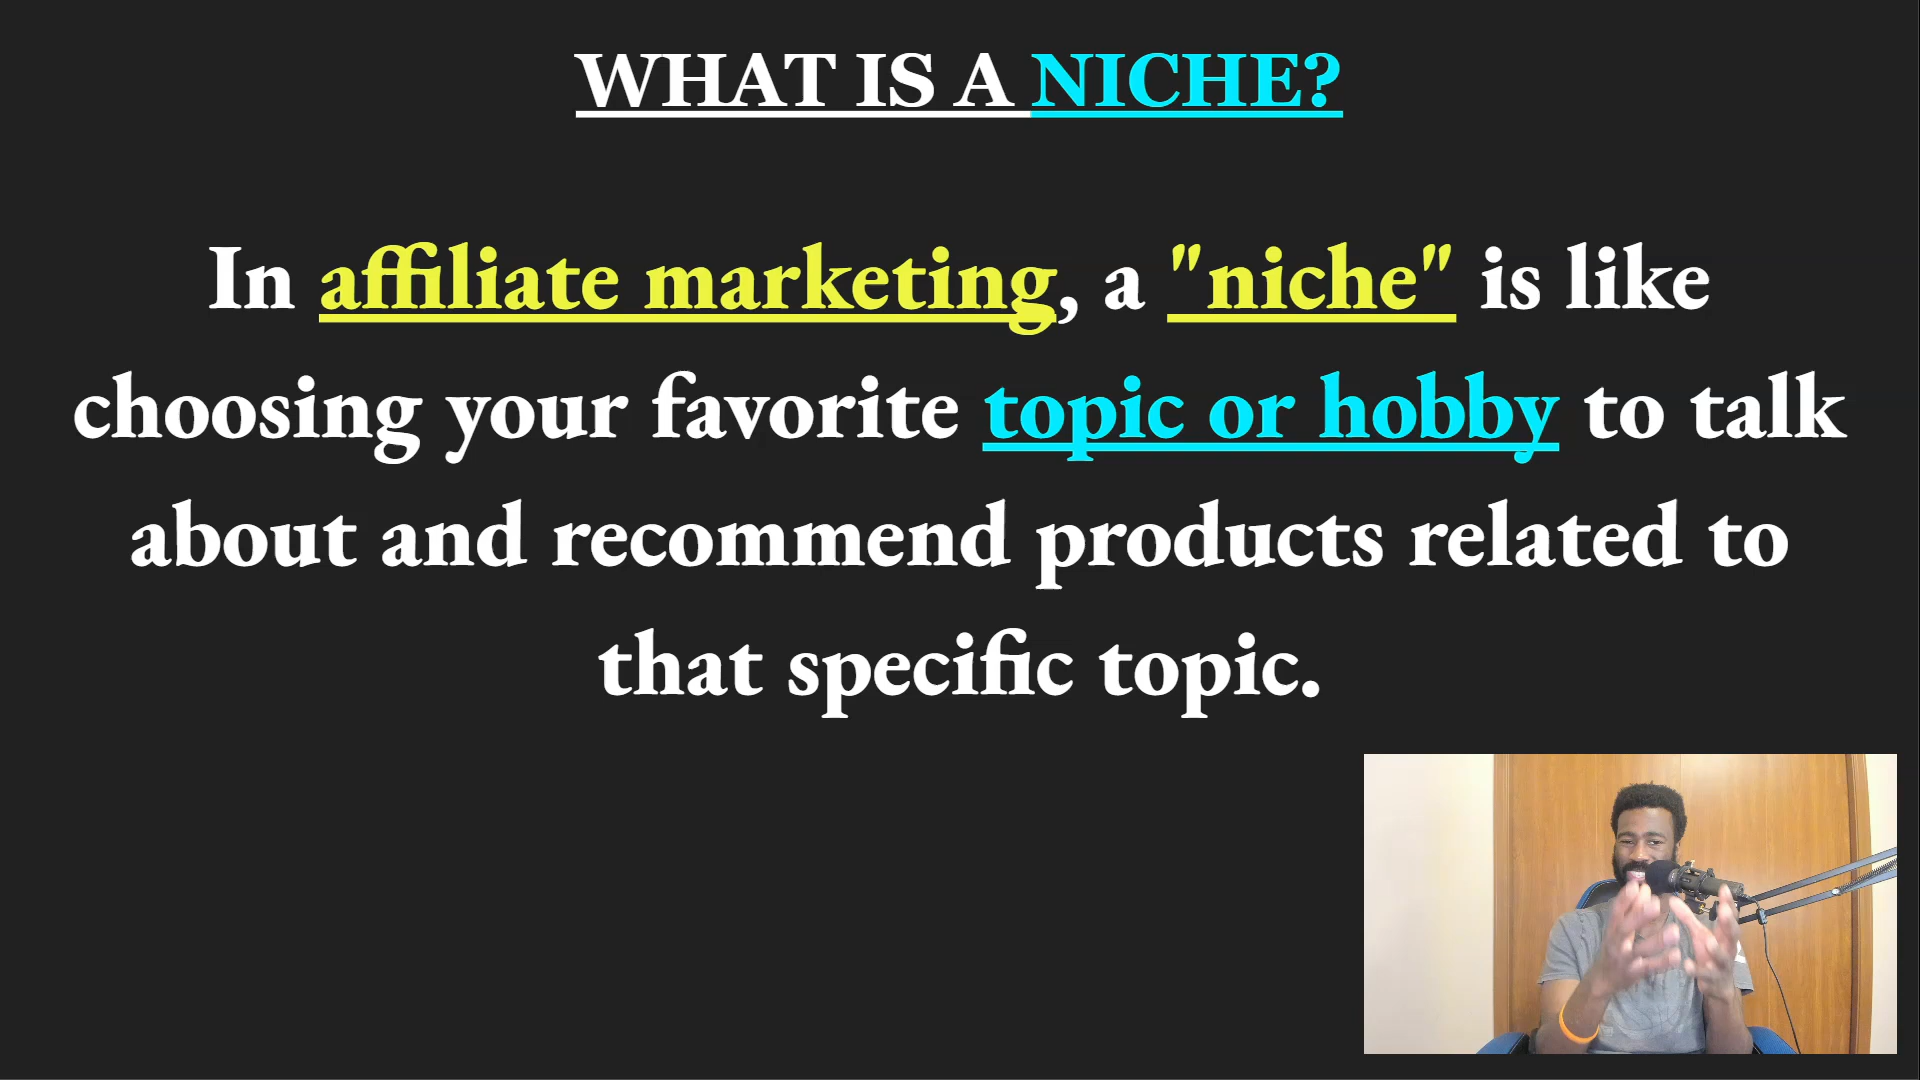 WHAT IS A NICHE?
In affiliate marketing, a "niche" is like
choosing your favorite topic or hobby to talk
about and recommend products related to
that specific topic.